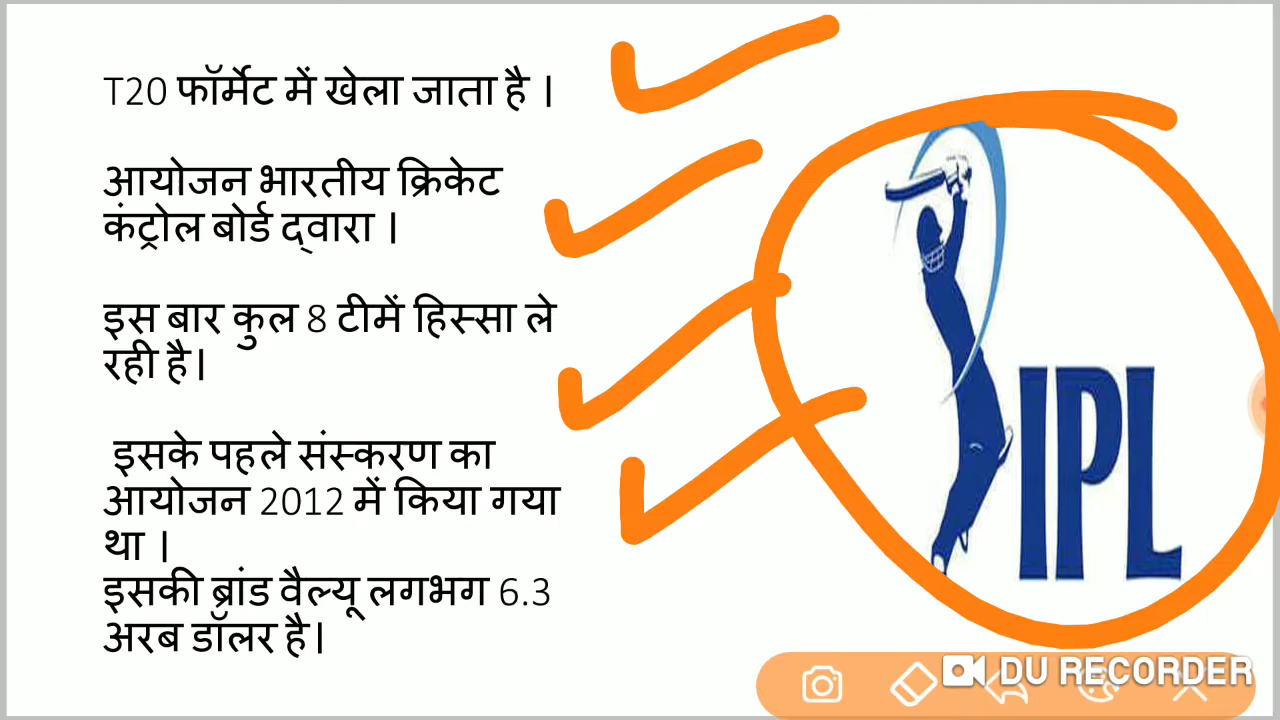 T20 फॉर्मेट में खेला जाता है ।
आयोजन भारतीय क्रिकेट
कंट्रोल बोर्ड द्वारा ।
इस बार कुल 8 टीमें हिस्सा ले
रही है।
इसके पहले संस्करण का
आयोजन 2012 में किया गया
था ।
इसकी ब्रांड वैल्यू लगभग 6.3
अरब डॉलर है।
IPL
DU RECORDER